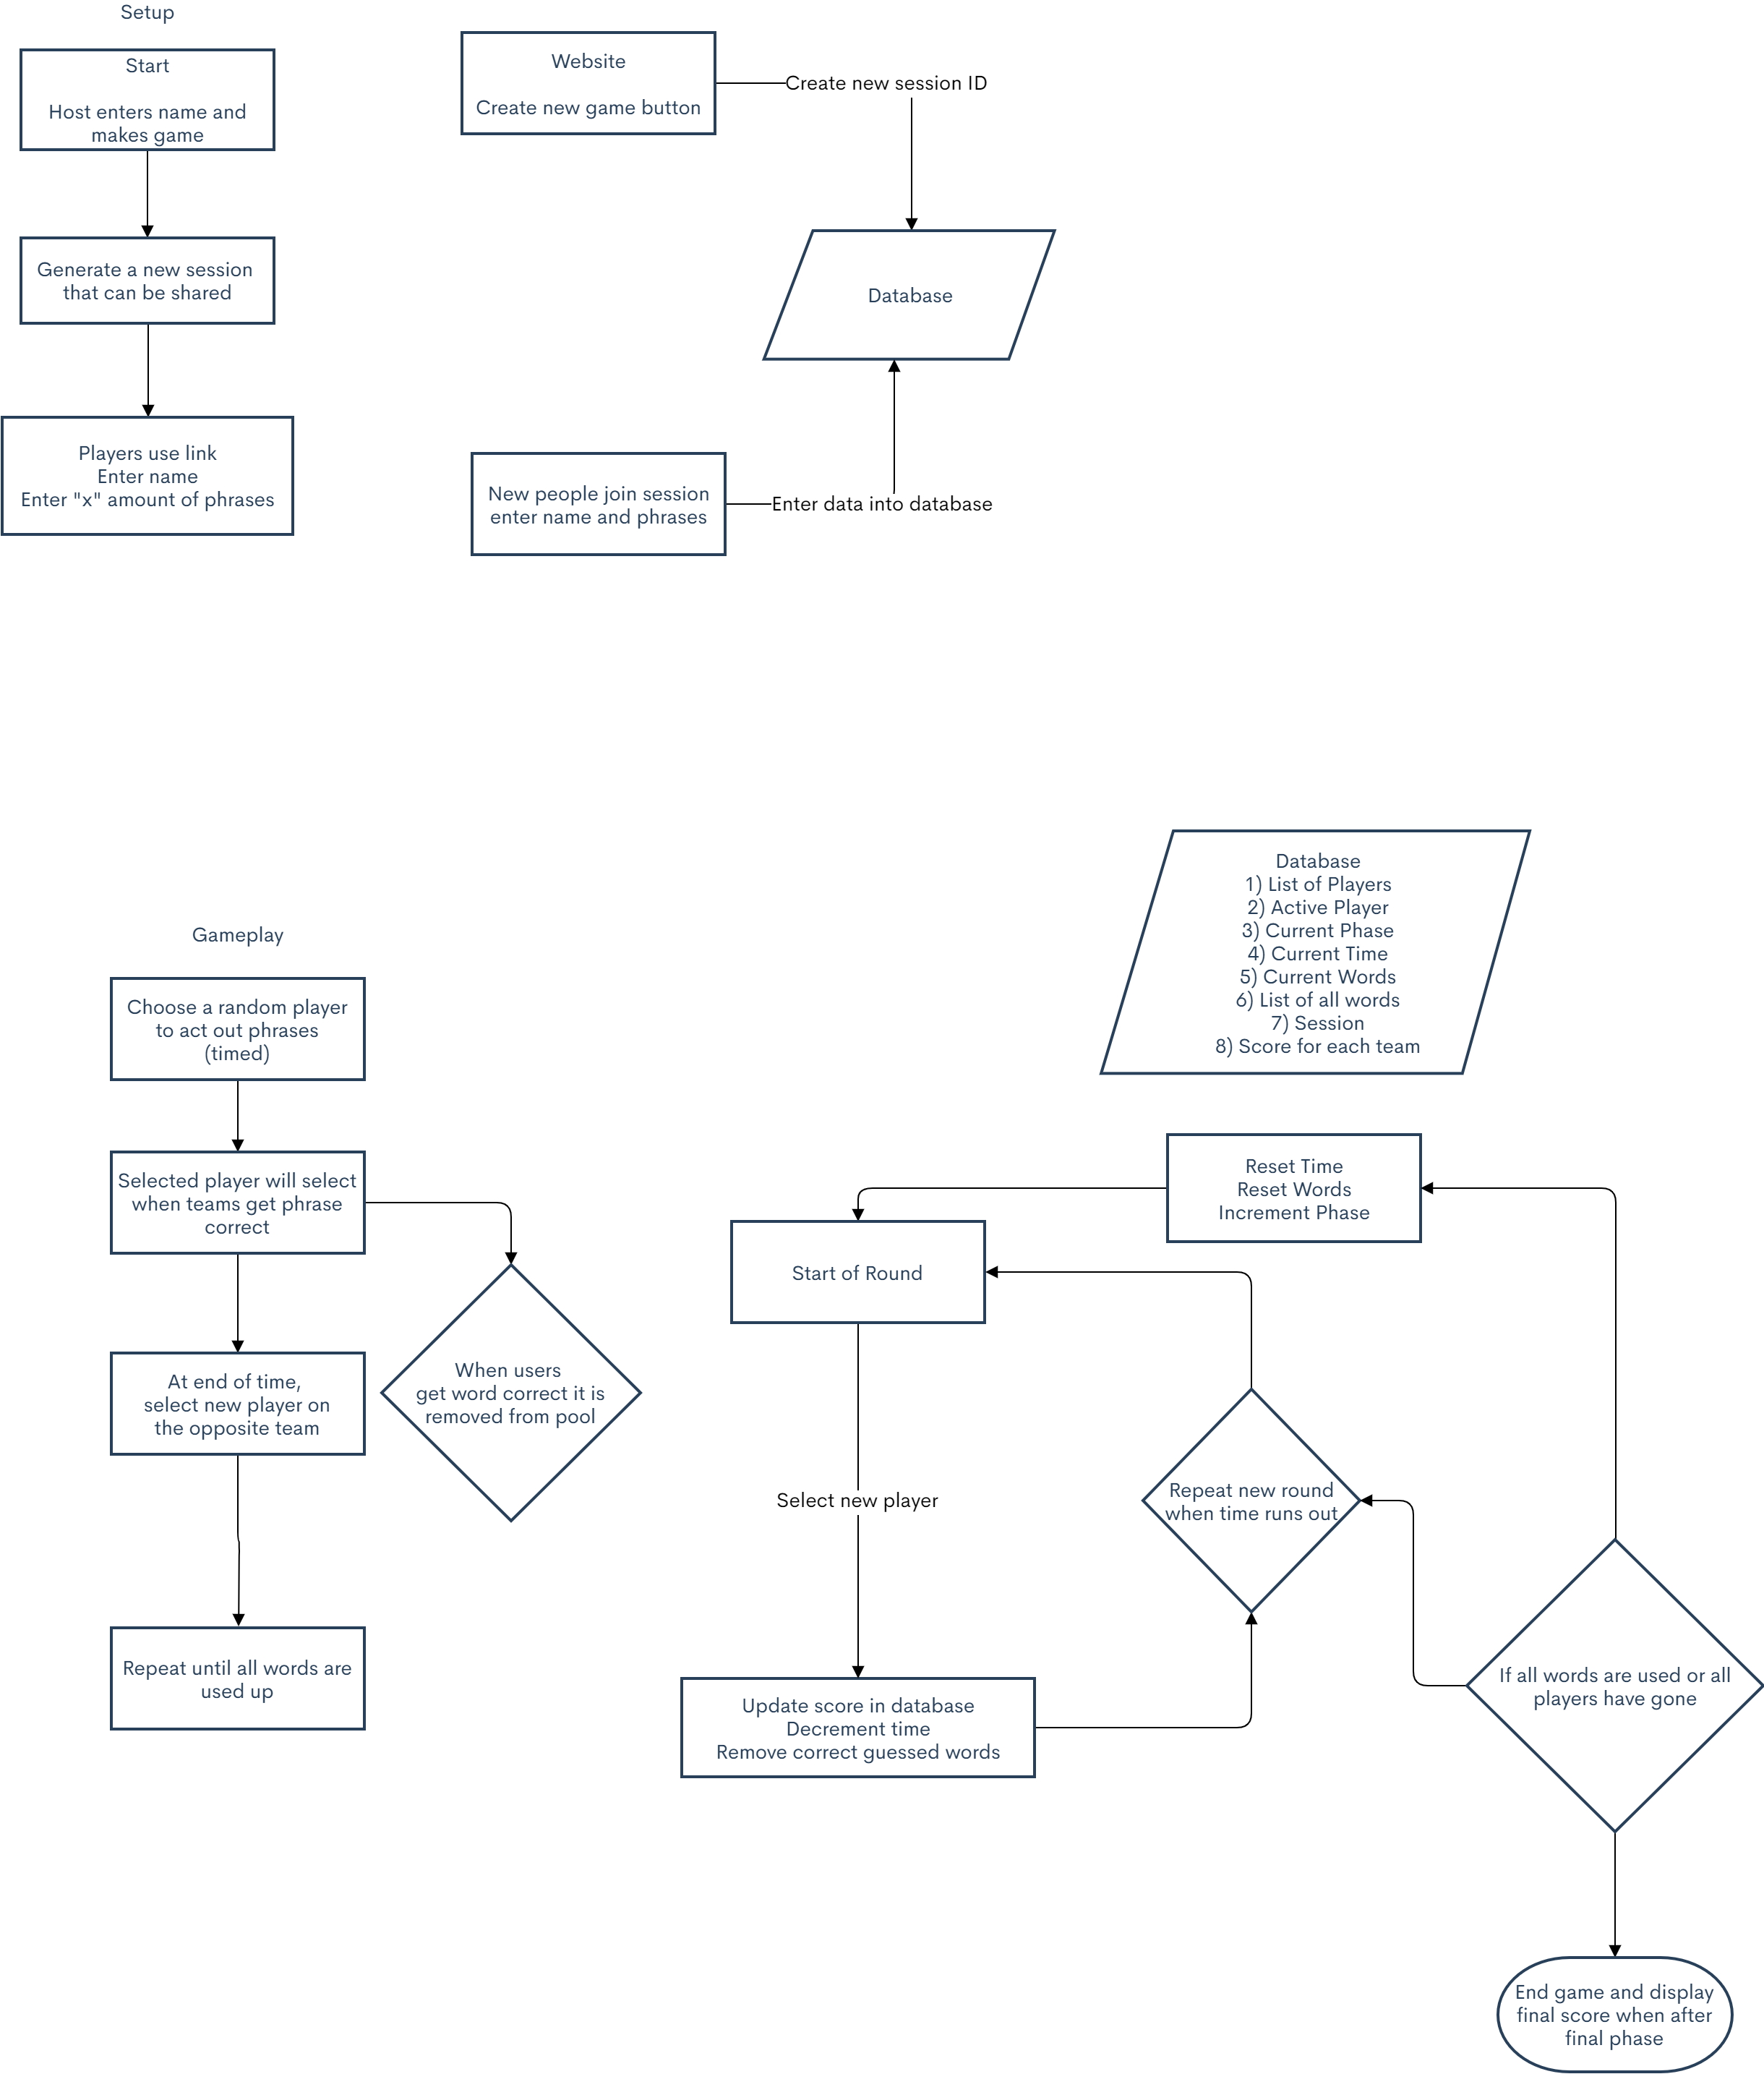 Setup
Start
Host enters name and
makes game
Generate a new session
that can be shared
Players use link
Enter name
Enter "x" amount of phrases
Website
Create new game button
Create new session ID
Database
New people join session
enter name and phrases
Enter data into database
Gameplay
Choose a random player
to act out phrases
(timed)
Selected player will select
when teams get phrase
correct
When users
get word correct it is
removed from pool
At end of time,
select new player on
the opposite team
Repeat until all words are
used up
Database
1) List of Players
2) Active Player
3) Current Phase
4) Current Time
5) Current Words
6) List of all words
7) Session
8) Score for each team
Reset Time
Reset Words
Increment Phase
Start of Round
Select new player
Repeat new round
when time runs out
Update score in database
Decrement time
Remove correct guessed words
If all words are used or all
players have gone
End game and display
final score when after
final phase